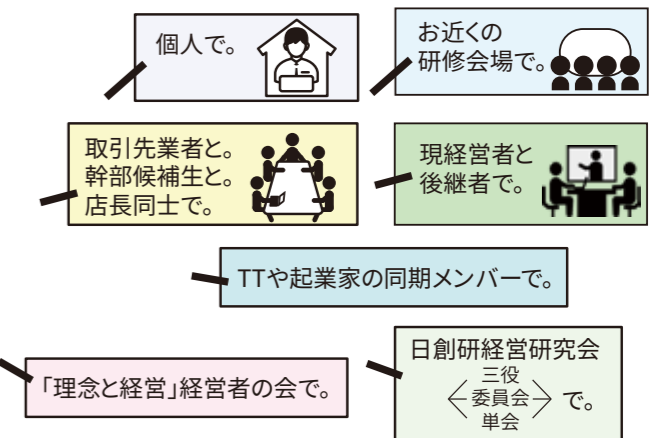 個人で。
お近くの
研修会場で。
取引先業者と。
幹部候補生と。
店長同士で。
現経営者と
後継者で。
TTや起業家の同期メンバーで。
「理念と経営」経営者の会で。
日創研経営研究会
三役
委員会
単会
で。